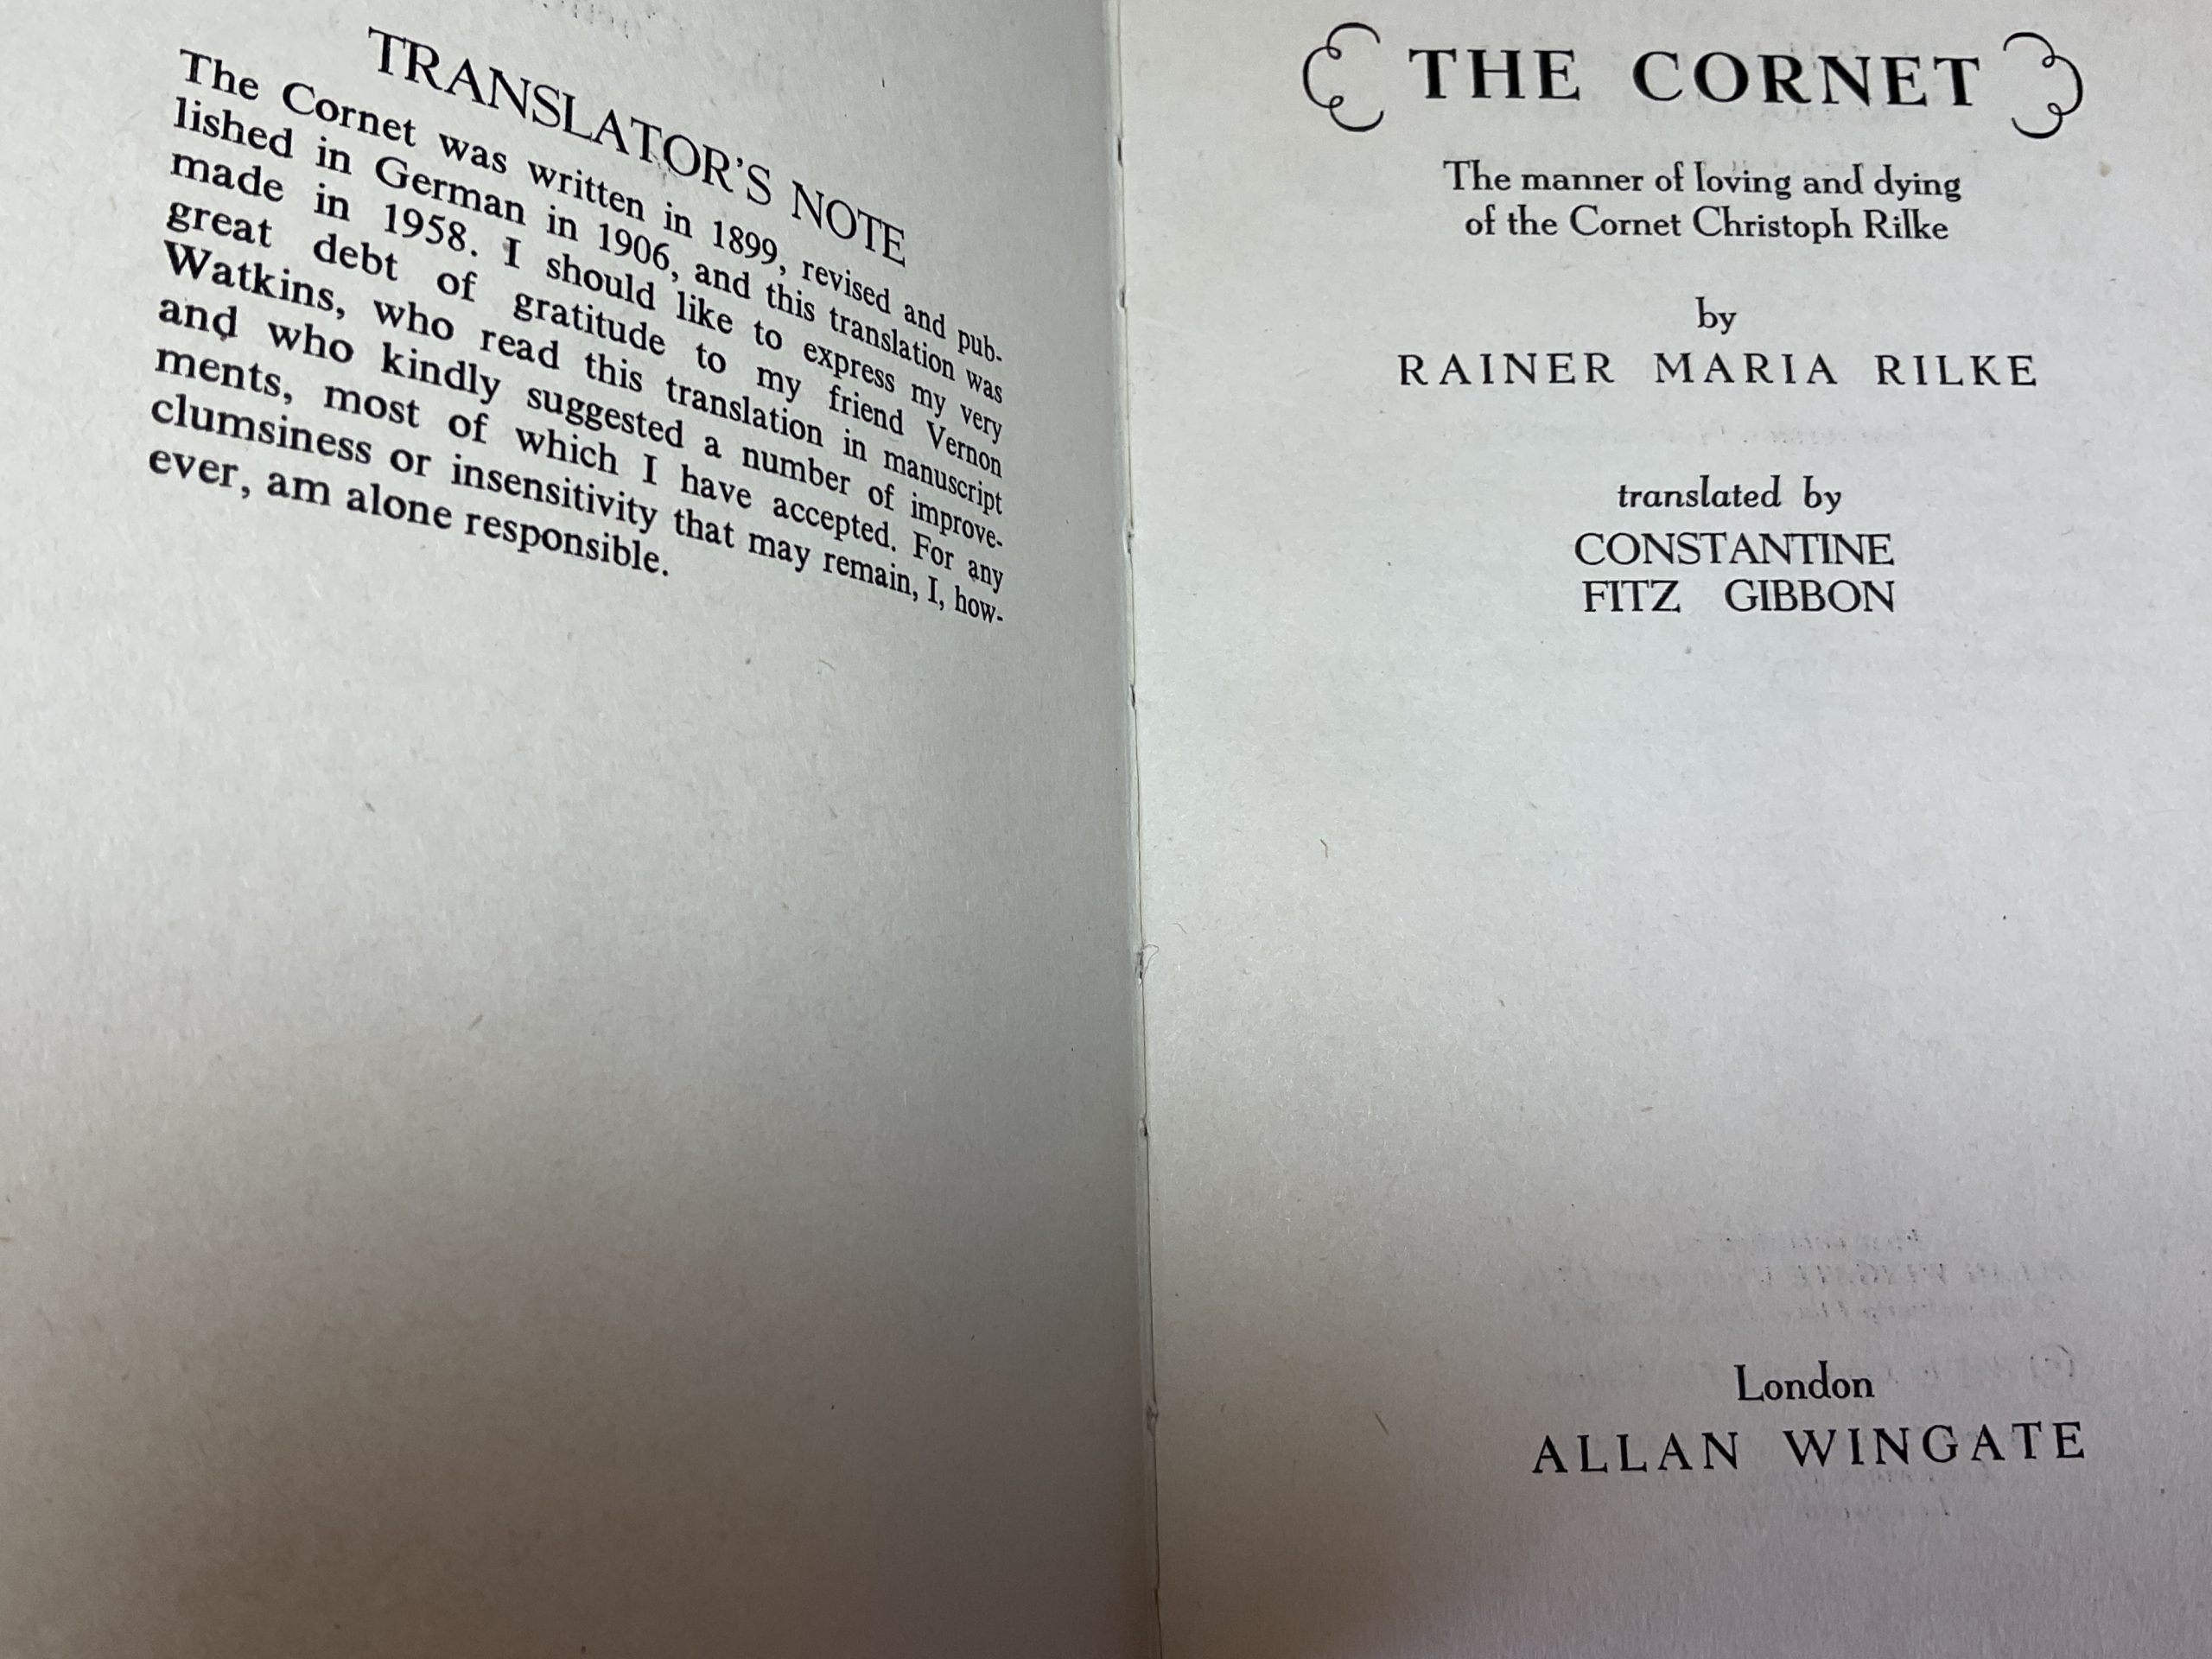 TRANSLATOR'S NOTE
The Cornet was written in 1899, revised and pub-
lished in German in 1906, and this translation was
made in 1958. I should like to express my very
great debt of gratitude to my friend Vernon
Watkins, who read this translation in manuscript
and who kindly suggested a number of improve-
ments, most of which I have accepted. For any
clumsiness or insensitivity that may remain, I, how-
ever, am alone responsible.
THE CORNET
The manner of loving and dying
of the Cornet Christoph Rilke
by
RAINER MARIA RILKE
translated by
CONSTANTINE
FITZ GIBBON
London
ALLAN WINGATE